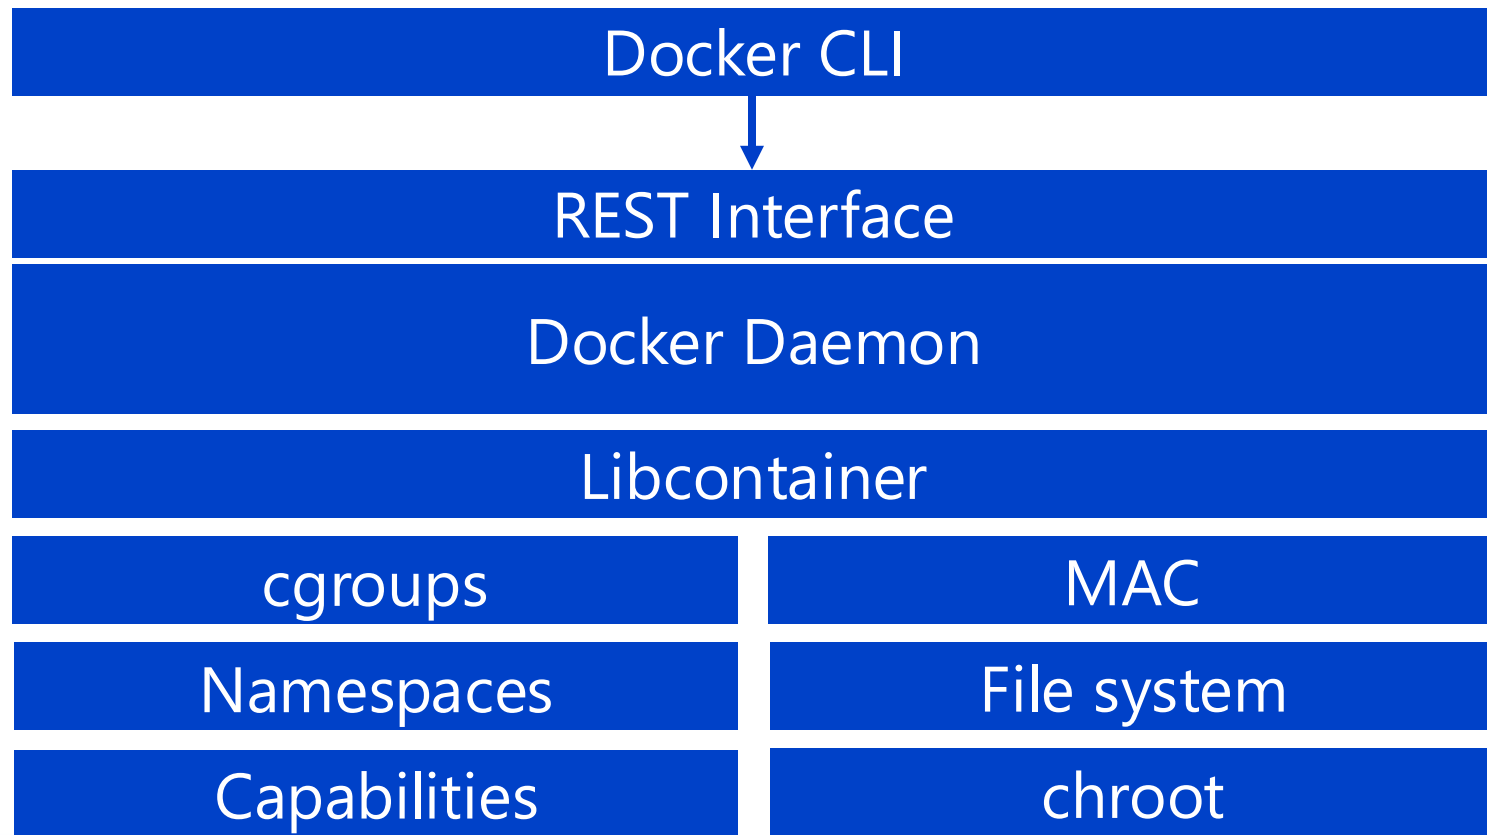 Docker CLI
REST Interface
Docker Daemon
Libcontainer
cgroups
MAC
Namespaces
File system
Capabilities
chroot